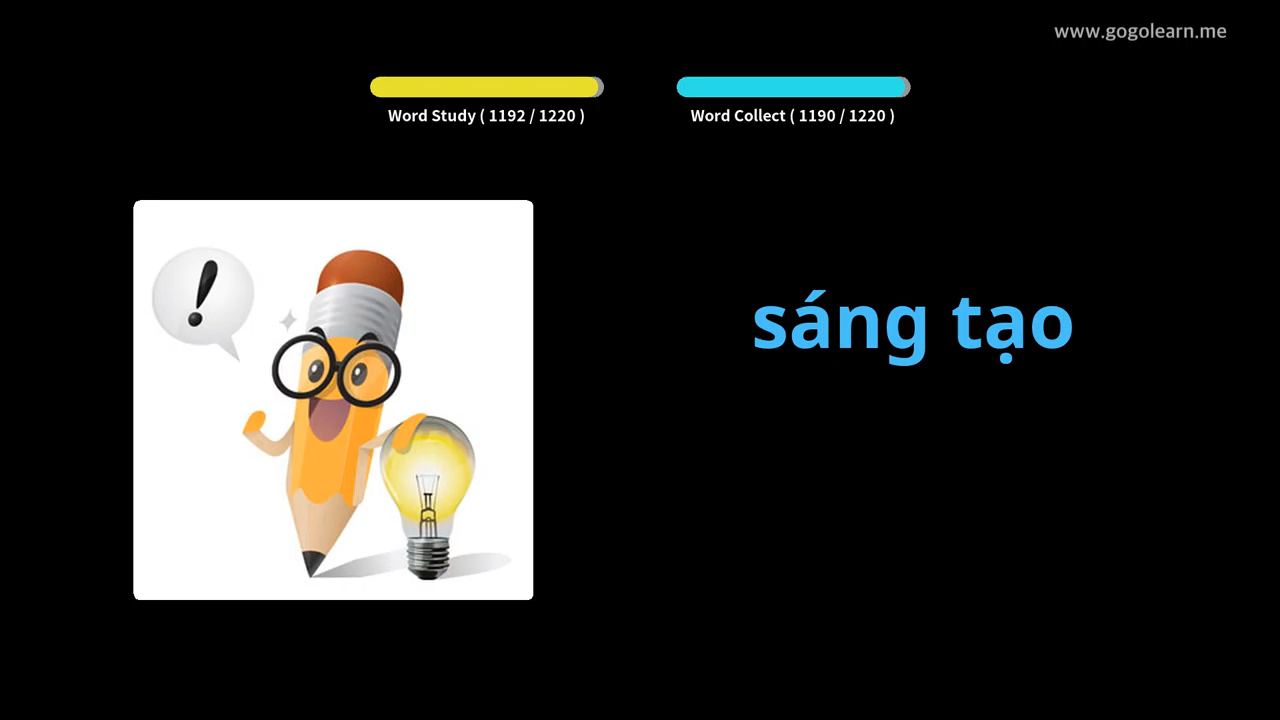 www.gogolearn.me
Word Study ( 1192 / 1220 )
Word Collect ( 1190 / 1220 )
!
sáng tạo